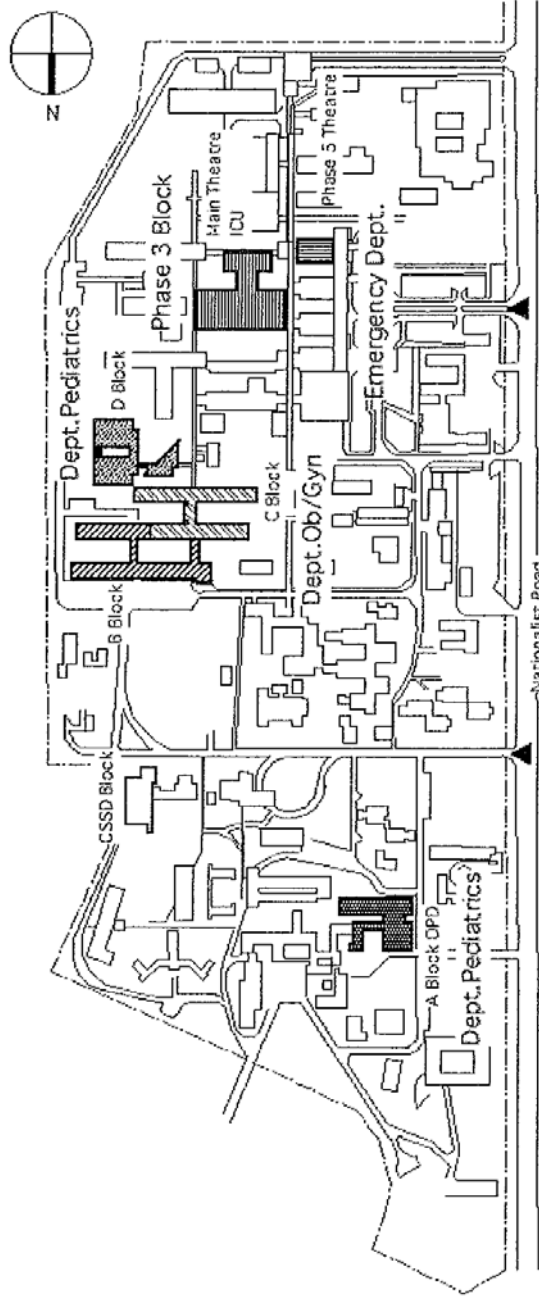 N
Main Theatre
ICU
Phase 5 Theatre
Phase 3 Block
Emergency Dept.
Dept.Pediatrics
D Block
C Block
Dept.Ob/Gyn
B Block
Nationalist Road
CSSD Block
A Block OPD
Dept.Pediatrics